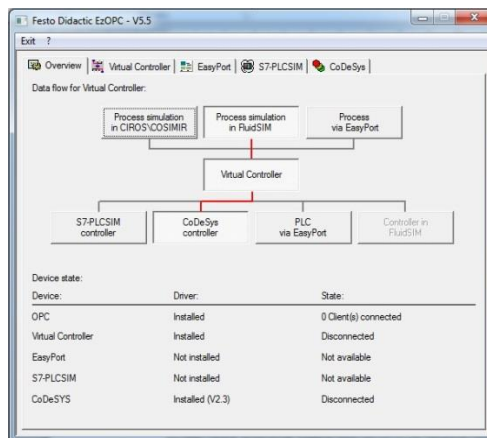 Festo Didactic EzOPC - V5.5
Exit ?
Overview Virtual Controller EasyPort S7-PLCSIM CoDeSys
Data flow for Virtual Controller:
Process simulation in CIROS\COSIMIR
Process simulation in FluidSIM
Process via EasyPort
Virtual Controller
S7-PLCSIM controller
CoDeSys controller
PLC via EasyPort
Controller in FluidSIM
Device state:
Device: Driver: State:
OPC Installed 0 Client(s) connected
Virtual Controller Installed Disconnected
EasyPort Not installed Not available
S7-PLCSIM Not installed Not available
CoDeSYS Installed (V2.3) Disconnected